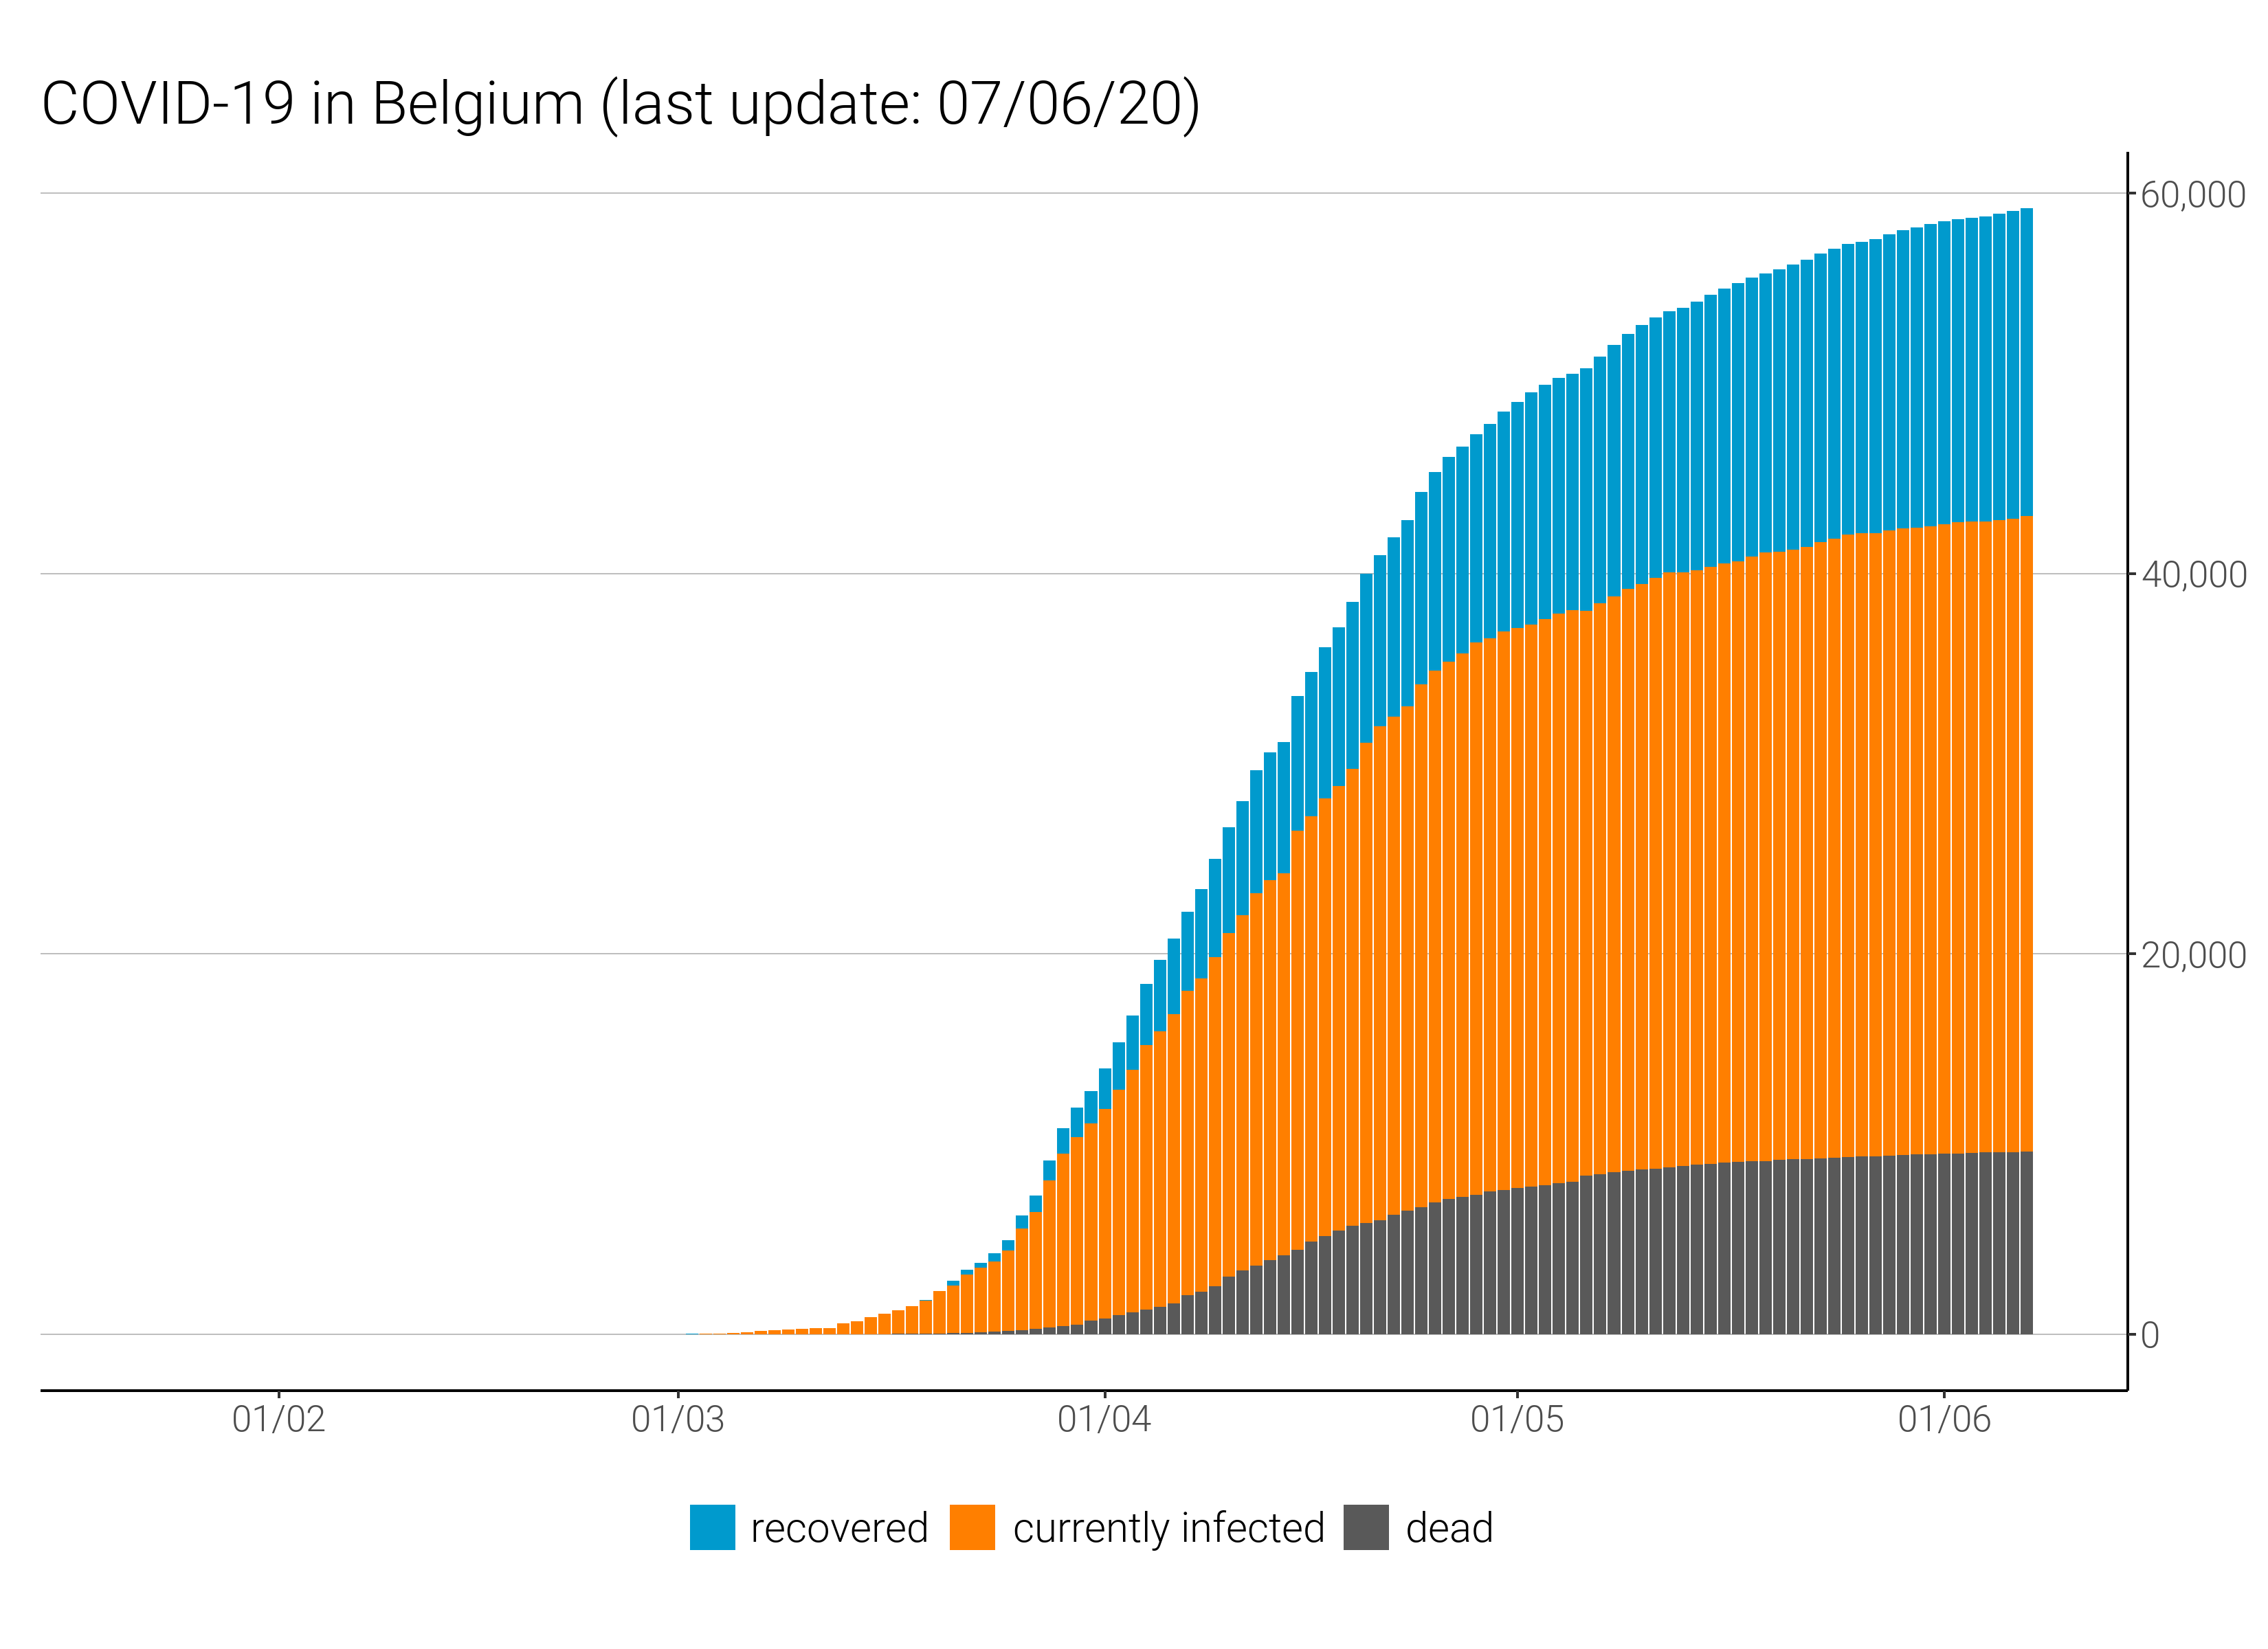 COVID-19 in Belgium (last update: 07/06/20)
60,000
40,000
20,000
0
01/02 01/03 01/04 01/05 01/06
recovered currently infected dead